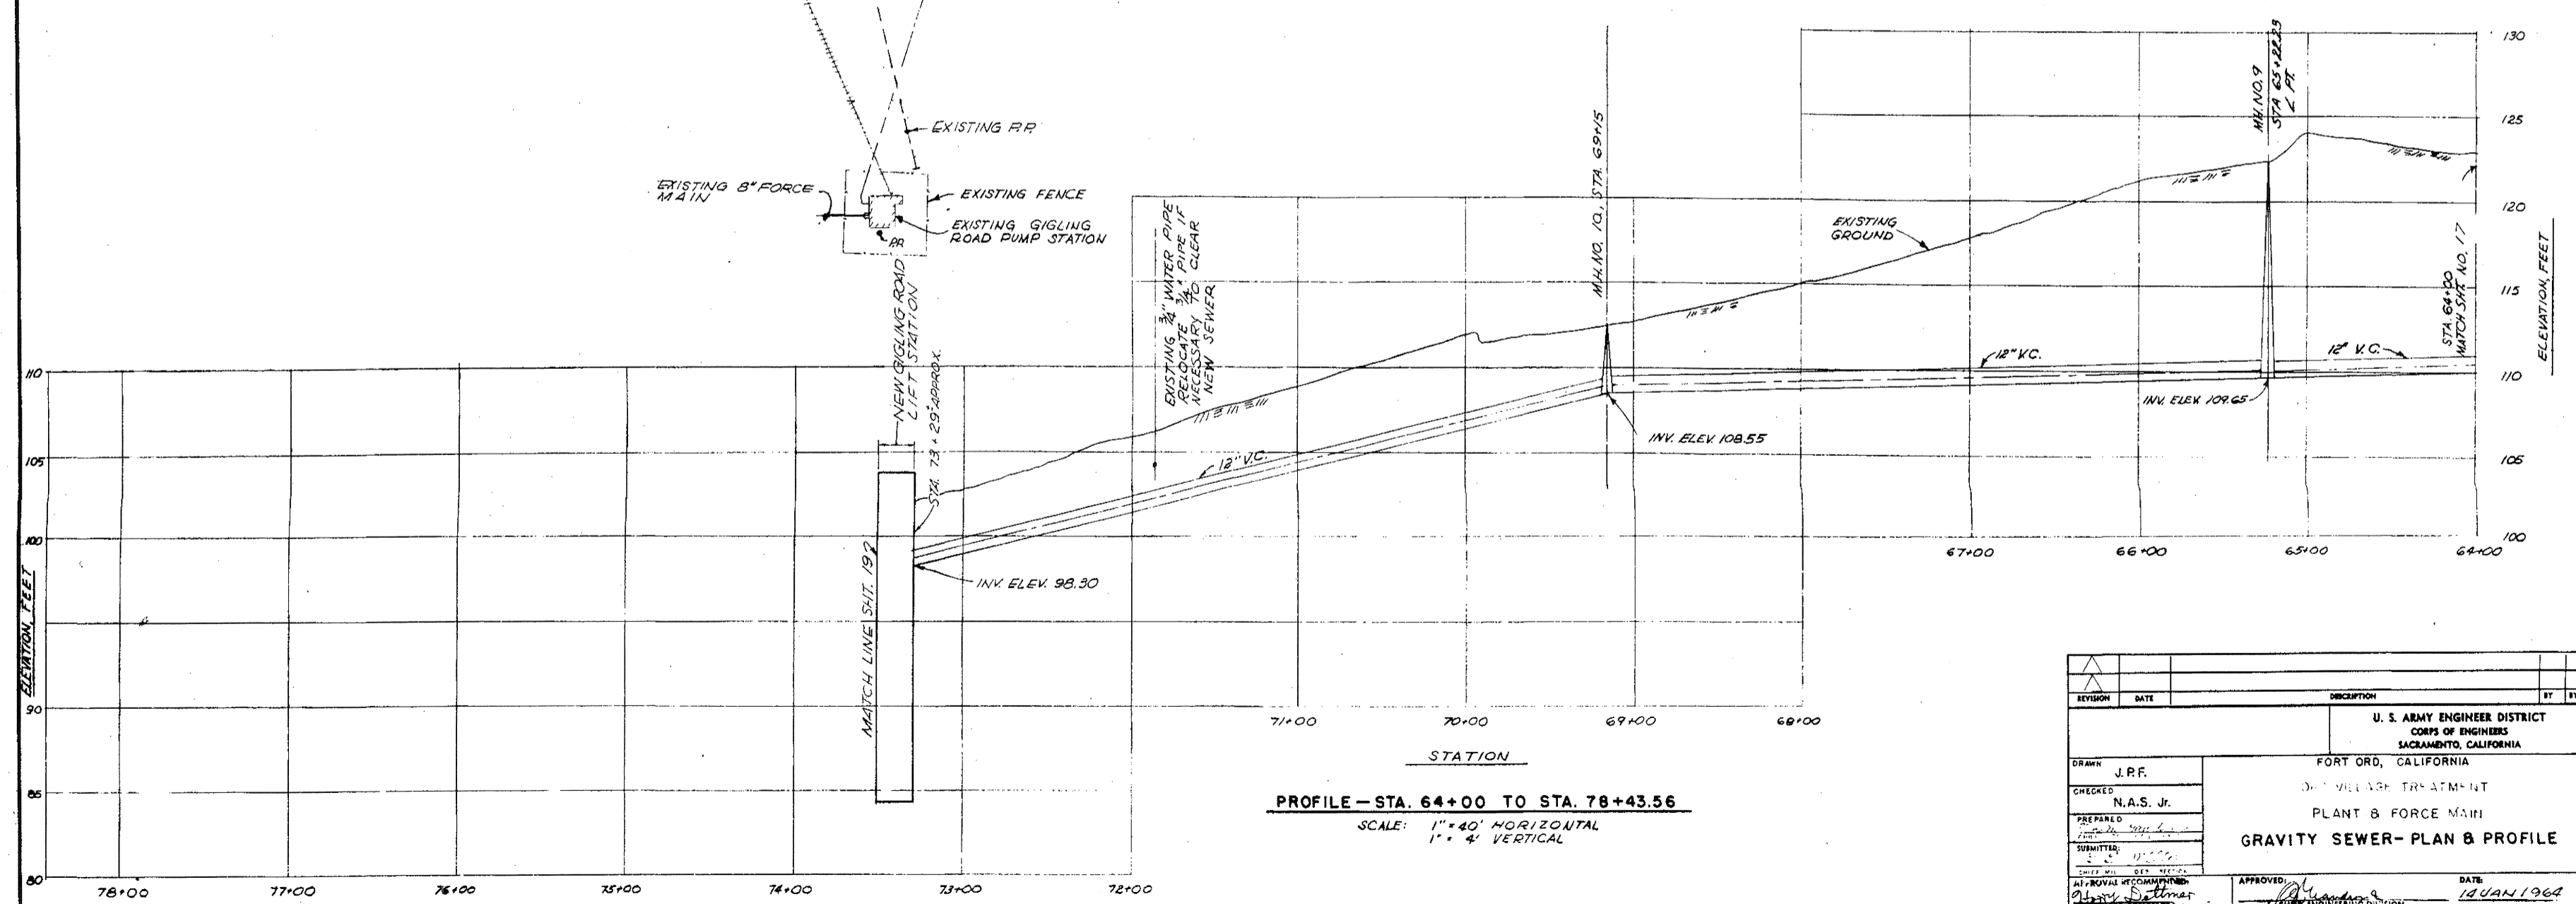 EXISTING P.P.
EXISTING 8" FORCE
MAIN
EXISTING FENCE
EXISTING GIGLING
ROAD PUMP STATION
P.P.
NEW GIGLING ROAD
LIFT STATION
STA. 73 + 29± APPROX.
EXISTING 3/4" WATER PIPE
RELOCATE 3/4" PIPE IF
NECESSARY TO CLEAR
NEW SEWER
M.H. NO. 10, STA. 69+15
EXISTING
GROUND
M.H. NO. 9
STA 65+22.23
∠ PT.
130
125
120
115
110
105
100
ELEVATION, FEET
STA. 64+00
MATCH SHT. NO. 17
12" V.C.
12" V.C.
INV. ELEV. 109.65
INV. ELEV. 108.55
12" V.C.
INV. ELEV. 98.30
MATCH LINE SHT. 19
110
105
100
90
85
80
ELEVATION, FEET
67+00
66+00
65+00
64+00
71+00
70+00
69+00
68+00
78+00
77+00
76+00
75+00
74+00
73+00
72+00
STATION
PROFILE — STA. 64+00 TO STA. 78+43.56
SCALE: 1" = 40' HORIZONTAL
1" = 4' VERTICAL
REVISION DATE DESCRIPTION BY
U. S. ARMY ENGINEER DISTRICT
CORPS OF ENGINEERS
SACRAMENTO, CALIFORNIA
DRAWN
J.P.F.
CHECKED
N.A.S. Jr.
PREPARED
SUBMITTED:
FORT ORD, CALIFORNIA
VILLAGE TREATMENT
PLANT & FORCE MAIN
GRAVITY SEWER - PLAN & PROFILE
APPROVAL RECOMMENDED:
Harry Dettmer
APPROVED:
DATE:
14 JAN 1964